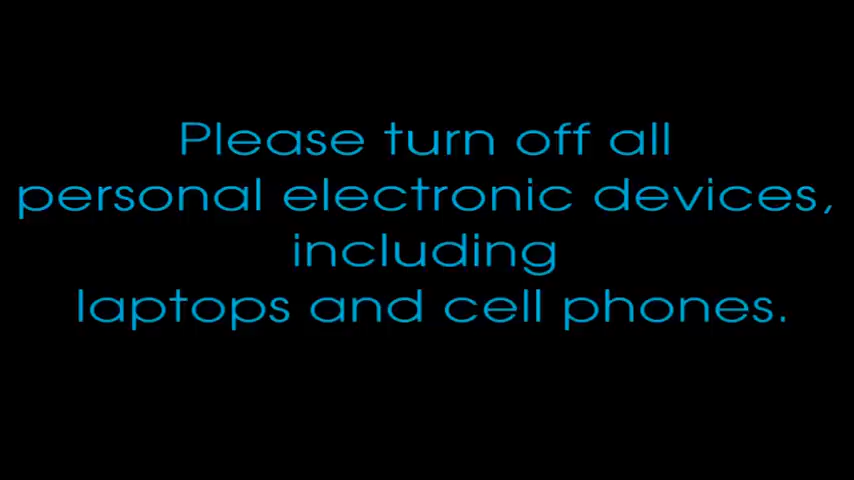 Please turn off all
personal electronic devices,
including
laptops and cell phones.